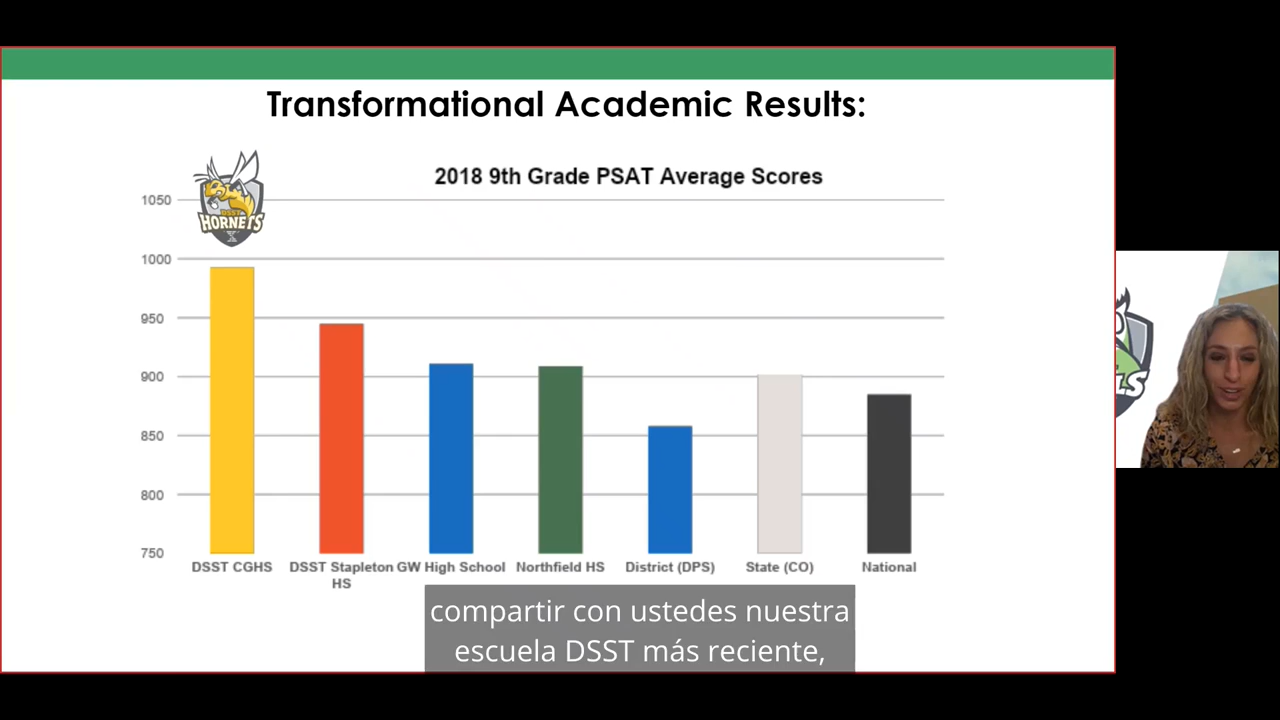 Transformational Academic Results:
2018 9th Grade PSAT Average Scores
DSST
HORNETS
1050
1000
950
900
850
800
750
DSST CGHS
DSST Stapleton
HS
GW High School
Northfield HS
District (DPS)
State (CO)
National
compartir con ustedes nuestra
escuela DSST más reciente,